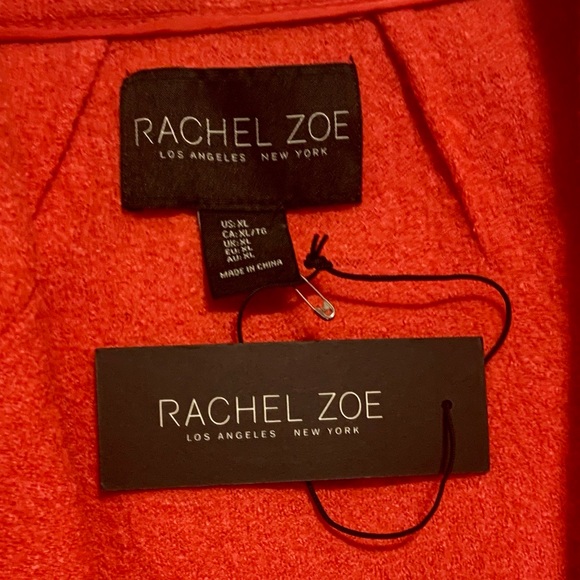 RACHEL ZOE
LOS ANGELES NEW YORK
US: XL
CA: XL/TG
UK: XL
EU: XL
AU: XL
MADE IN CHINA
RACHEL ZOE
LOS ANGELES NEW YORK